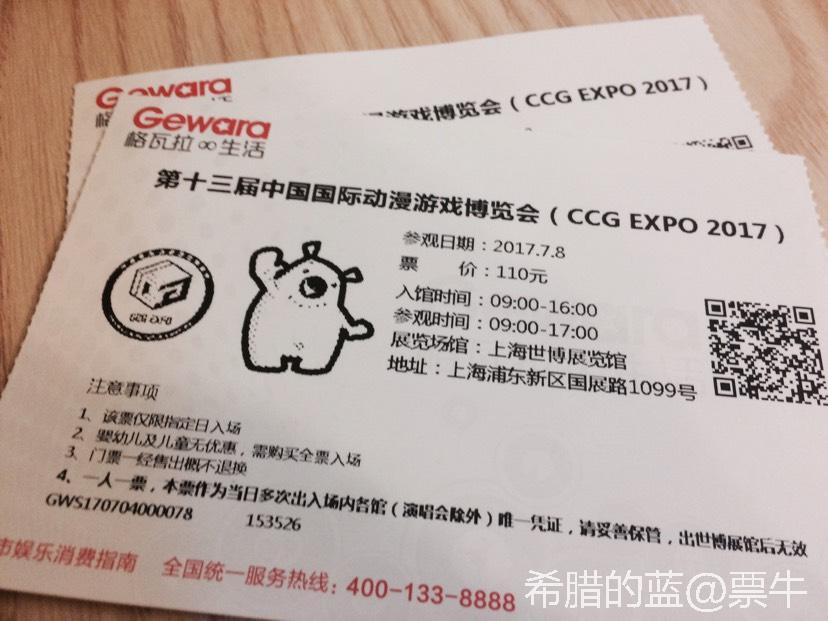 Gewara
游戏博览会（CCG EXPO 2017）
Gewara
格瓦拉∞生活
第十三届中国国际动漫游戏博览会（CCG EXPO 2017）
CCG EXPO
参观日期：2017.7.8
票　　价：110元
入馆时间：09:00-16:00
参观时间：09:00-17:00
展览场馆：上海世博展览馆
地址：上海浦东新区国展路1099号
注意事项
1、该票仅限指定日入场
2、婴幼儿及儿童无优惠，需购买全票入场
3、门票一经售出概不退换
4、一人一票，本票作为当日多次出入场内各馆（演唱会除外）唯一凭证，请妥善保管，出世博展馆后无效
GWS170704000078 153526
市娱乐消费指南 全国统一服务热线：400-133-8888
希腊的蓝@票牛